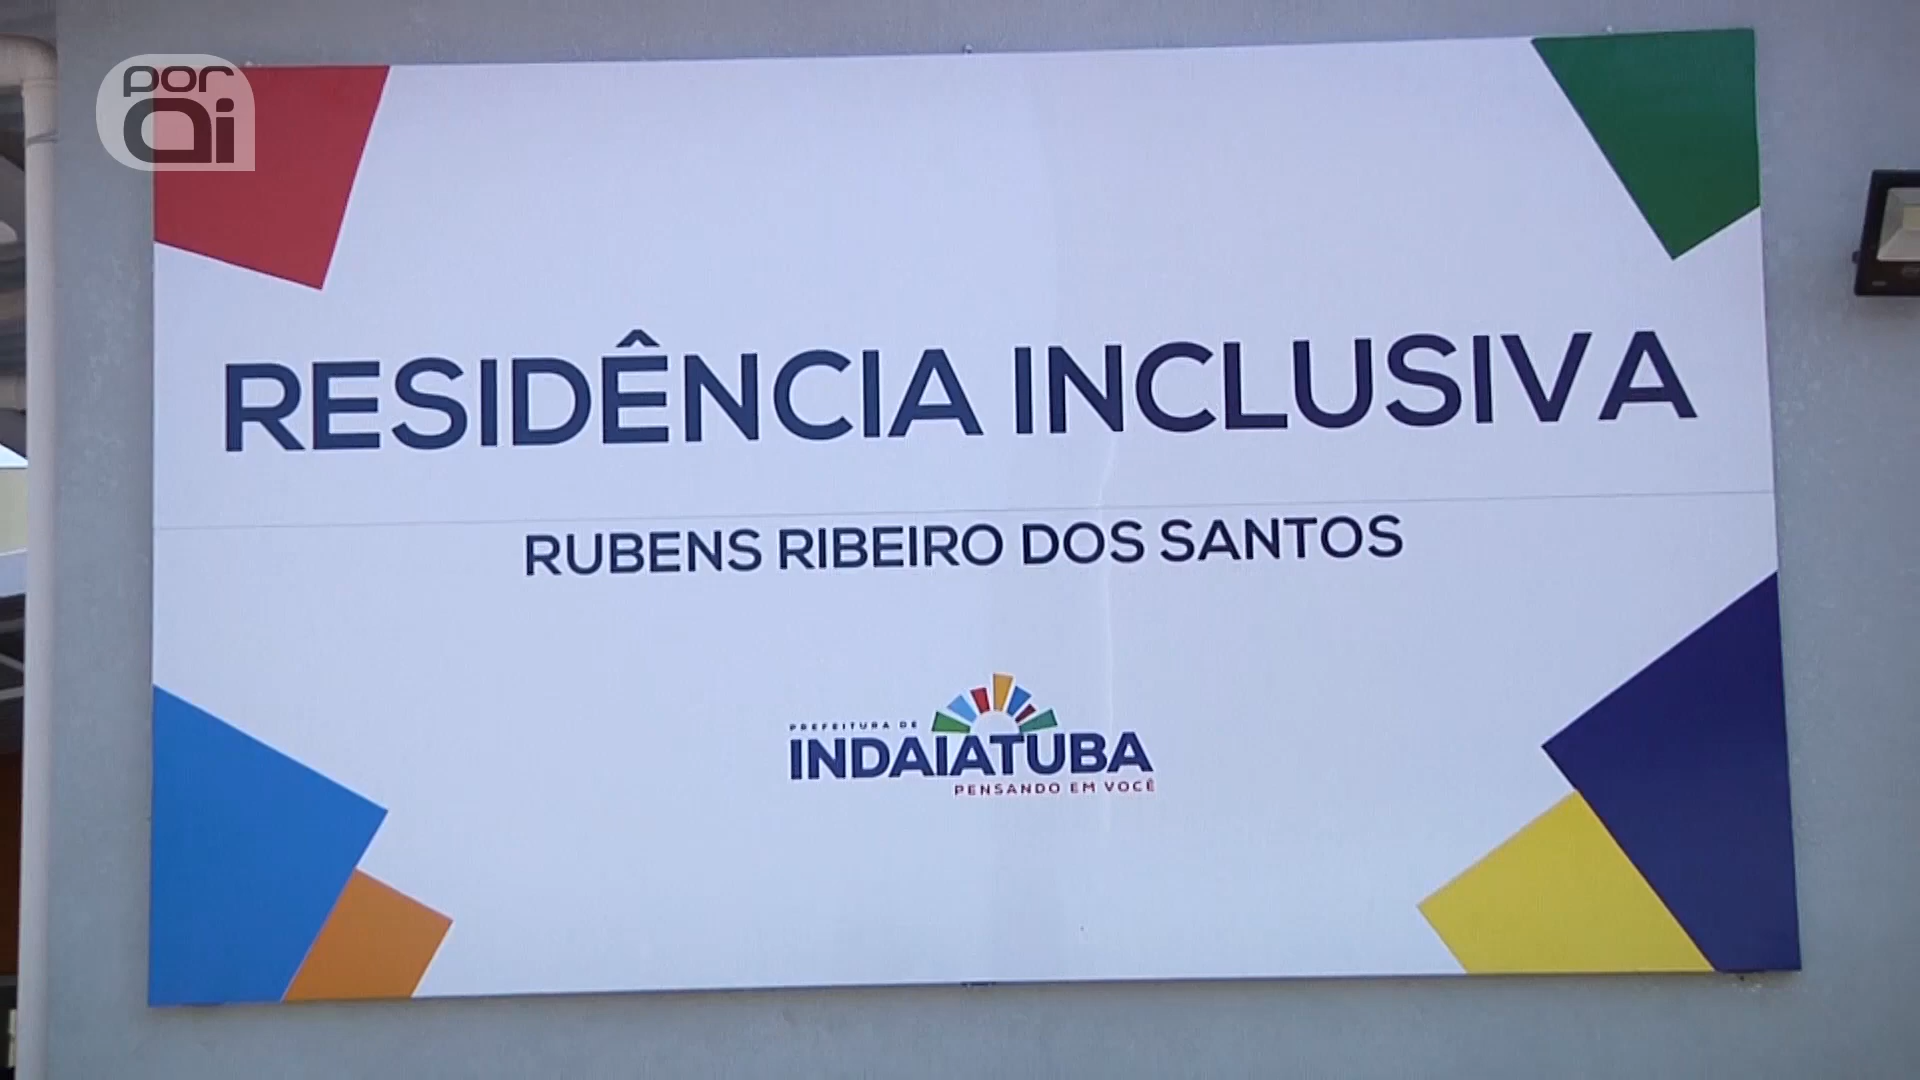 por
ai
RESIDÊNCIA INCLUSIVA
RUBENS RIBEIRO DOS SANTOS
PREFEITURA DE
INDAIATUBA
PENSANDO EM VOCÊ